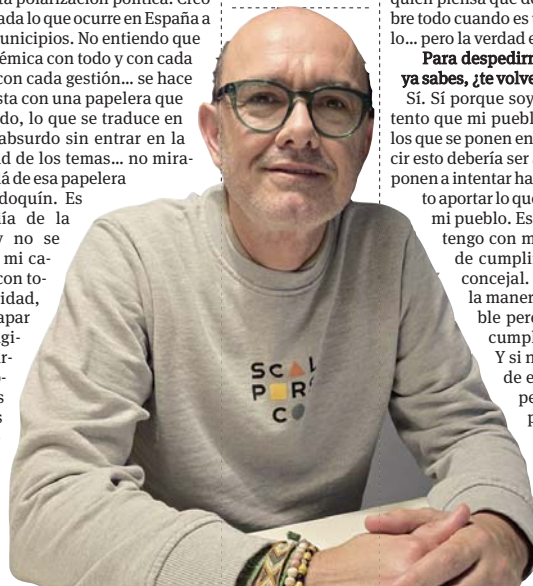 polarización política. Creo
ada lo que ocurre en España a
unicipios. No entiendo que
émica con todo y con cada
con cada gestión... se hace
sta con una papelera que
do, lo que se traduce en
absurdo sin entrar en la
d de los temas... no mira-
á de esa papelera
doquín. Es
ía de la
y no se
mi ca-
con to-
idad,
apar
gi-
r-
s
s
quien piensa que de
bre todo cuando es
lo... pero la verdad e
Para despedirn
ya sabes, ¿te volve
Sí. Sí porque soy
tento que mi puebl
los que se ponen en
cir esto debería ser
ponen a intentar ha
to aportar lo que
mi pueblo. Es
tengo con m
de cumplir
concejal.
la maner
ble pero
cumpl
Y si n
de e
pe
p
SCAL
PORC
CO